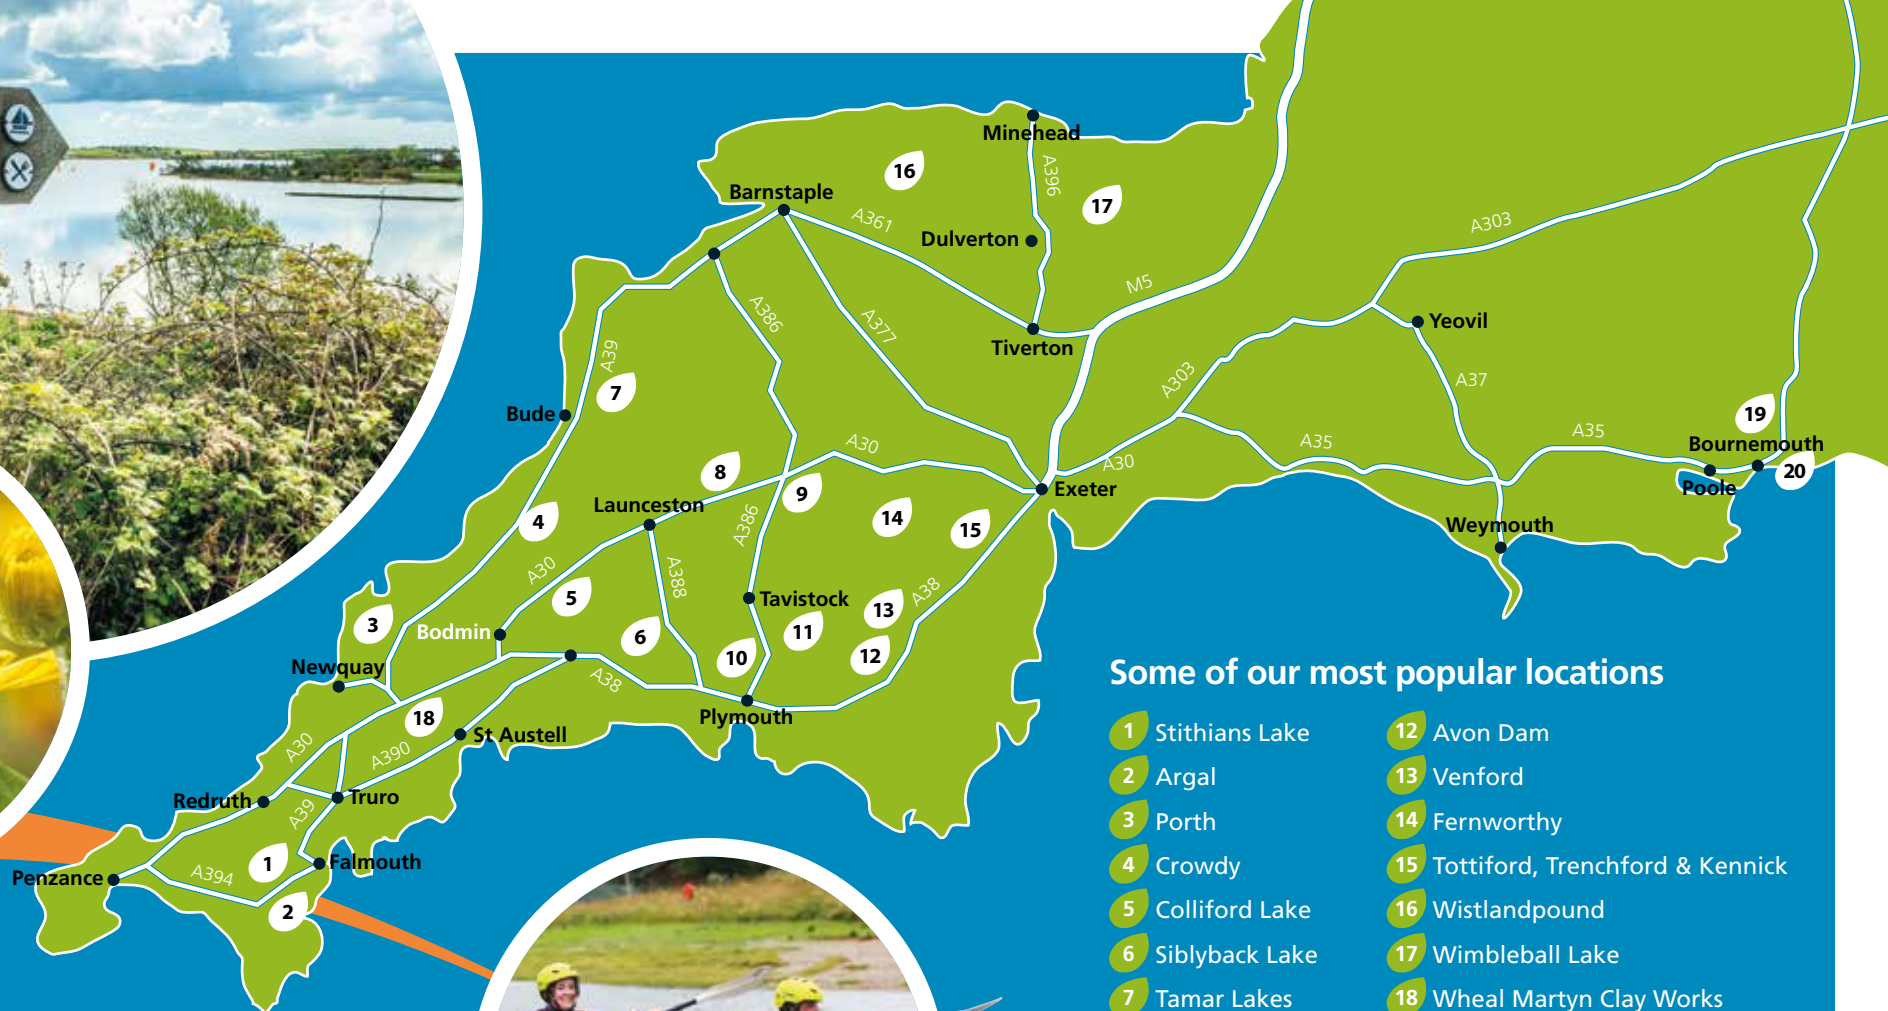 Minehead
16
A396
Barnstaple
17
A361
Dulverton
A303
M5
A386
A377
Yeovil
Tiverton
A39
A303
A37
7
Bude
19
A30
A35
A35
Bournemouth
8
A30
20
9
Exeter
Poole
Launceston
14
4
A386
15
Weymouth
A30
A388
5
Tavistock
A38
13
3
Bodmin
6
11
10
12
Newquay
A38
18
Plymouth
St Austell
A30
A390
Redruth
Truro
A39
1
Falmouth
Penzance
A394
2
Some of our most popular locations
1 Stithians Lake
2 Argal
3 Porth
4 Crowdy
5 Colliford Lake
6 Siblyback Lake
7 Tamar Lakes
12 Avon Dam
13 Venford
14 Fernworthy
15 Tottiford, Trenchford & Kennick
16 Wistlandpound
17 Wimbleball Lake
18 Wheal Martyn Clay Works